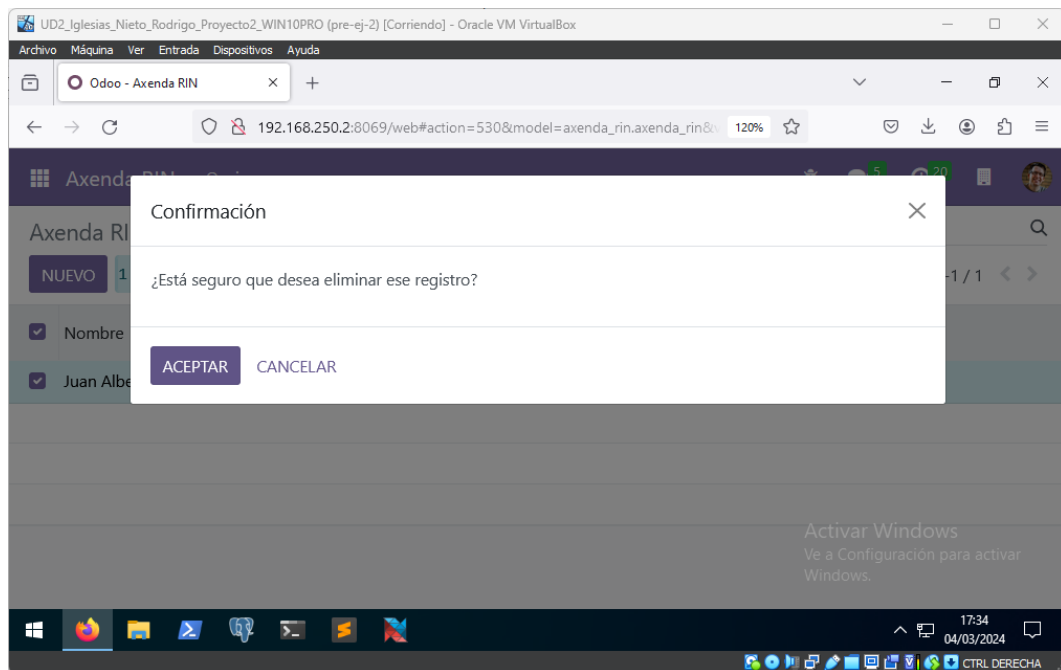 UD2_Iglesias_Nieto_Rodrigo_Proyecto2_WIN10PRO (pre-ej-2) [Corriendo] - Oracle VM VirtualBox
Archivo Máquina Ver Entrada Dispositivos Ayuda
Odoo - Axenda RIN
192.168.250.2:8069/web#action=530&model=axenda_rin.axenda_rin& 120%
Axenda 5 20
Axenda RI
Confirmación
NUEVO 1 -1 / 1
¿Está seguro que desea eliminar ese registro?
Nombre
ACEPTAR CANCELAR
Juan Albe
Activar Windows
Ve a Configuración para activar
Windows.
17:34
04/03/2024
CTRL DERECHA